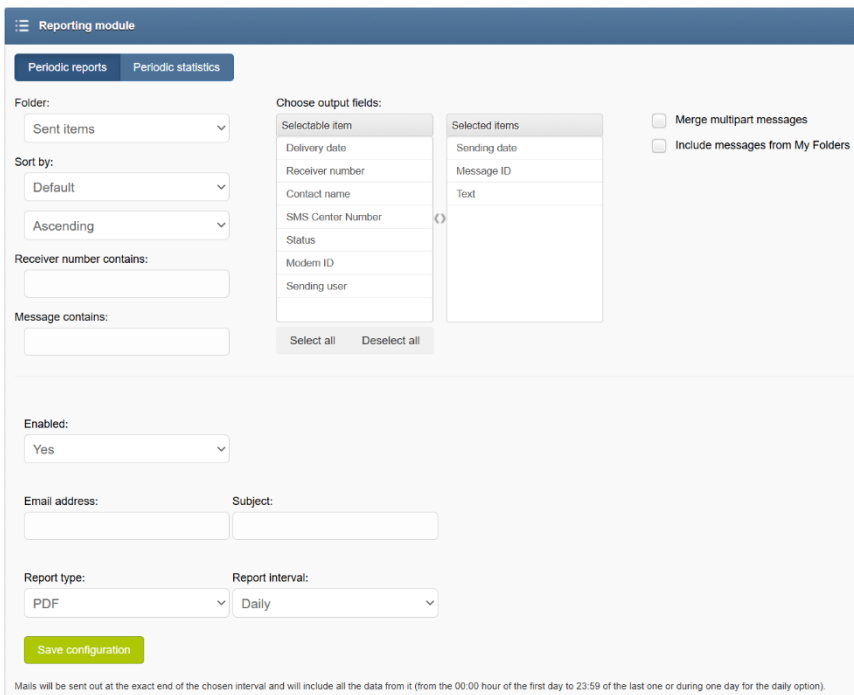 Reporting module
Periodic reports Periodic statistics
Folder:
Sent items
Sort by:
Default
Ascending
Receiver number contains:
Message contains:
Choose output fields:
Selectable item
Delivery date
Receiver number
Contact name
SMS Center Number
Status
Modem ID
Sending user
Select all Deselect all
Selected items
Sending date
Message ID
Text
Merge multipart messages
Include messages from My Folders
Enabled:
Yes
Email address: Subject:
Report type: Report interval:
PDF Daily
Save configuration
Mails will be sent out at the exact end of the chosen interval and will include all the data from it (from the 00:00 hour of the first day to 23:59 of the last one or during one day for the daily option).